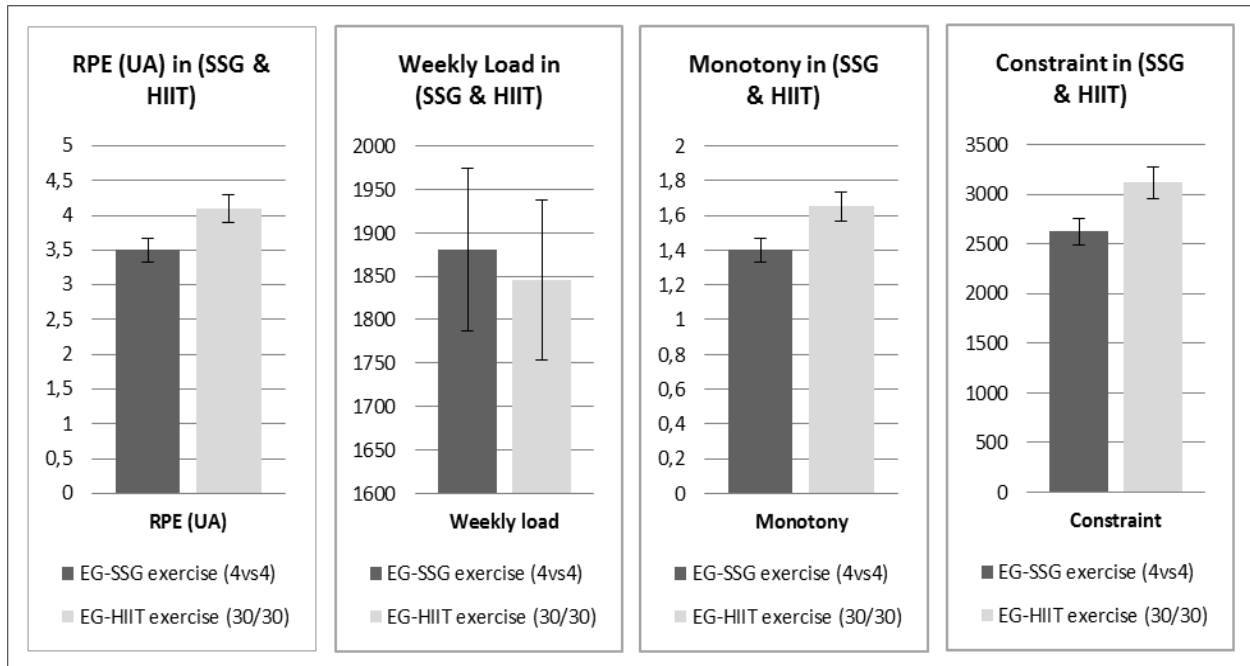 RPE (UA) in (SSG &
HIIT)
5
4,5
4
3,5
3
2,5
2
1,5
1
0,5
0
RPE (UA)
EG-SSG exercise (4vs4)
EG-HIIT exercise (30/30)
Weekly Load in
(SSG & HIIT)
2000
1950
1900
1850
1800
1750
1700
1650
1600
Weekly load
EG-SSG exercise (4vs4)
EG-HIIT exercise (30/30)
Monotony in (SSG
& HIIT)
2
1,8
1,6
1,4
1,2
1
0,8
0,6
0,4
0,2
0
Monotony
EG-SSG exercise (4vs4)
EG-HIIT exercise (30/30)
Constraint in (SSG
& HIIT)
3500
3000
2500
2000
1500
1000
500
0
Constraint
EG-SSG exercise (4vs4)
EG-HIIT exercise (30/30)